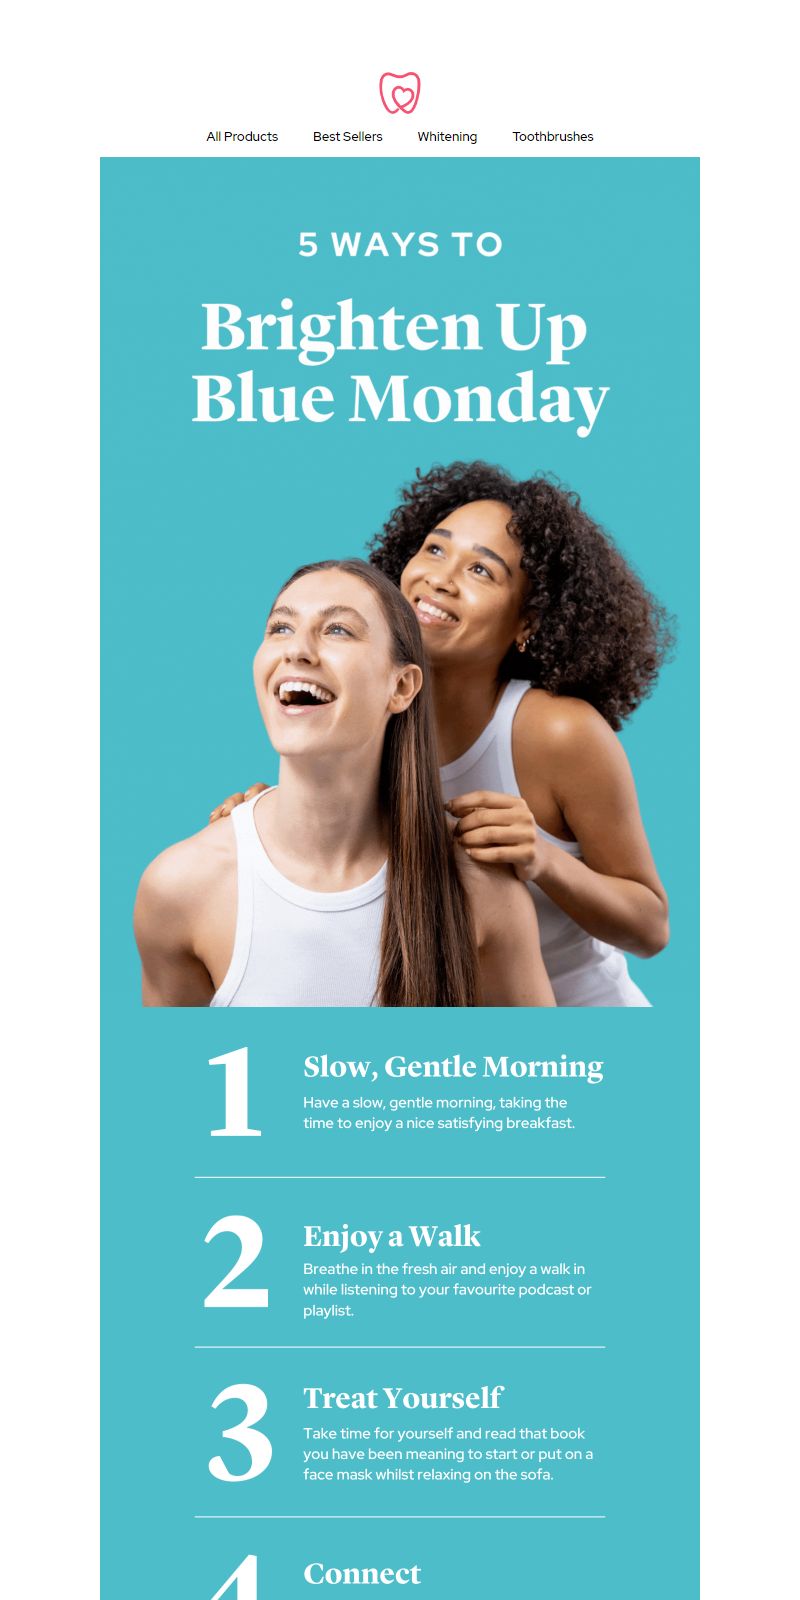 All Products Best Sellers Whitening Toothbrushes
5 WAYS TO
Brighten Up
Blue Monday
1
Slow, Gentle Morning
Have a slow, gentle morning, taking the
time to enjoy a nice satisfying breakfast.
2
Enjoy a Walk
Breathe in the fresh air and enjoy a walk in
while listening to your favourite podcast or
playlist.
3
Treat Yourself
Take time for yourself and read that book
you have been meaning to start or put on a
face mask whilst relaxing on the sofa.
4
Connect